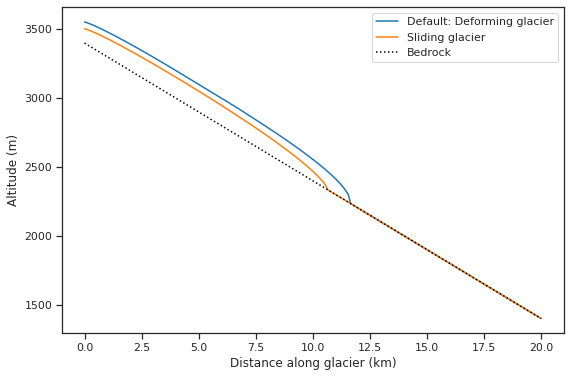 Default: Deforming glacier
Sliding glacier
Bedrock
Altitude (m)
3500
3000
2500
2000
1500
0.0 2.5 5.0 7.5 10.0 12.5 15.0 17.5 20.0
Distance along glacier (km)